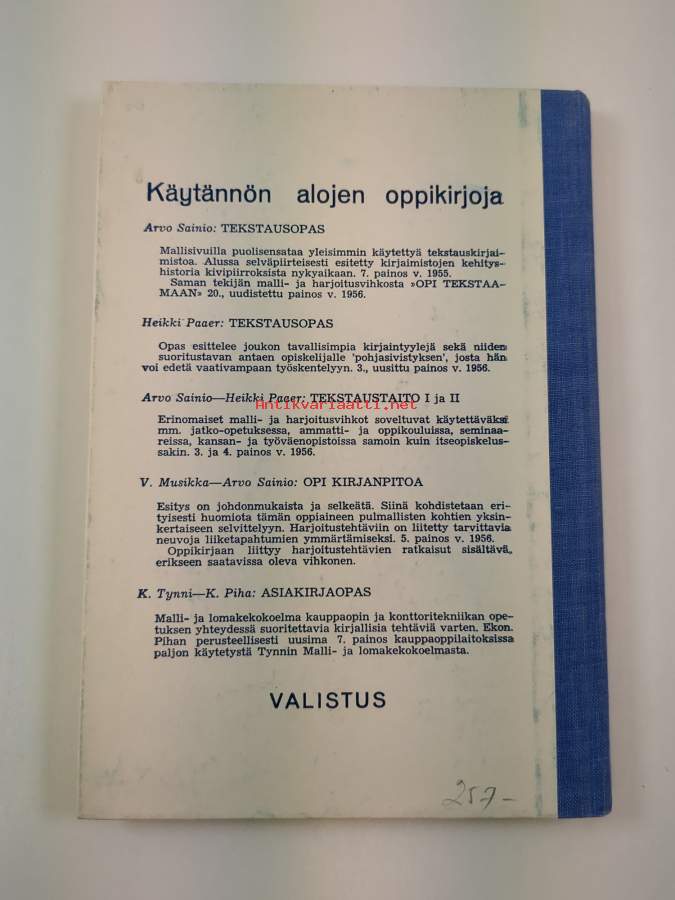 Käytännön alojen oppikirjoja
Arvo Sainio: TEKSTAUSOPAS
Mallisivuilla puolisensataa yleisimmin käytettyä tekstauskirjai-
mistoa. Alussa selväpiirteisesti esitetty kirjaimistojen kehitys-
historia kivipiirroksista nykyaikaan. 7. painos v. 1955.
Saman tekijän malli- ja harjoitusvihkosta »OPI TEKSTAA-
MAAN» 20., uudistettu painos v. 1956.
Heikki Paaer: TEKSTAUSOPAS
Opas esittelee joukon tavallisimpia kirjaintyylejä sekä niiden
suoritustavan antaen opiskelijalle 'pohjasivistyksen', josta hän
voi edetä vaativampaan työskentelyyn. 3., uusittu painos v. 1956.
Arvo Sainio—Heikki Paaer: TEKSTAUSTAITO I ja II
Antikvariaatti.net
Erinomaiset malli- ja harjoitusvihkot soveltuvat käytettäväksi
mm. jatko-opetuksessa, ammatti- ja oppikouluissa, seminaa-
reissa, kansan- ja työväenopistoissa samoin kuin itseopiskelus-
sakin. 3. ja 4. painos v. 1956.
V. Musikka—Arvo Sainio: OPI KIRJANPITOA
Esitys on johdonmukaista ja selkeätä. Siinä kohdistetaan eri-
tyisesti huomiota tämän oppiaineen pulmallisten kohtien yksin-
kertaiseen selvittelyyn. Harjoitustehtäviin on liitetty tarvittavia
neuvoja liiketapahtumien ymmärtämiseksi. 5. painos v. 1956.
Oppikirjaan liittyy harjoitustehtävien ratkaisut sisältävä,
erikseen saatavissa oleva vihkonen.
K. Tynni—K. Piha: ASIAKIRJAOPAS
Malli- ja lomakekokoelma kauppaopin ja konttoritekniikan ope-
tuksen yhteydessä suoritettavia kirjallisia tehtäviä varten. Ekon.
Pihan perusteellisesti uusima 7. painos kauppaoppilaitoksissa
paljon käytetystä Tynnin Malli- ja lomakekokoelmasta.
VALISTUS
257-